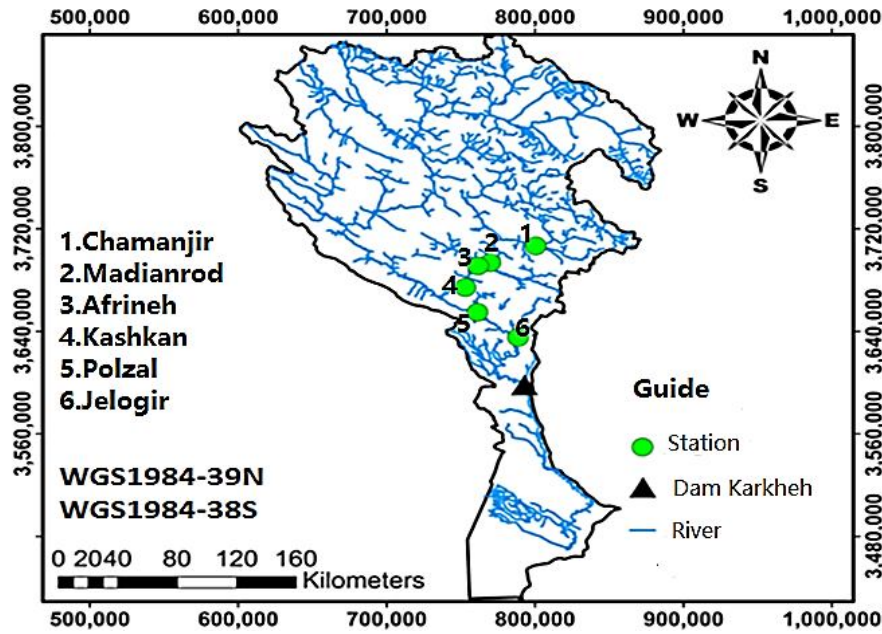 500,000 600,000 700,000 800,000 900,000 1,000,000
N
W E
S
3,800,000 3,800,000
3,720,000 3,720,000
3,640,000 3,640,000
3,560,000 3,560,000
3,480,000 3,480,000
1
2
3
4
5
6
1.Chamanjir
2.Madianrod
3.Afrineh
4.Kashkan
5.Polzal
6.Jelogir
WGS1984-39N
WGS1984-38S
0 2040 80 120 160
Kilometers
Guide
Station
Dam Karkheh
River
500,000 600,000 700,000 800,000 900,000 1,000,000